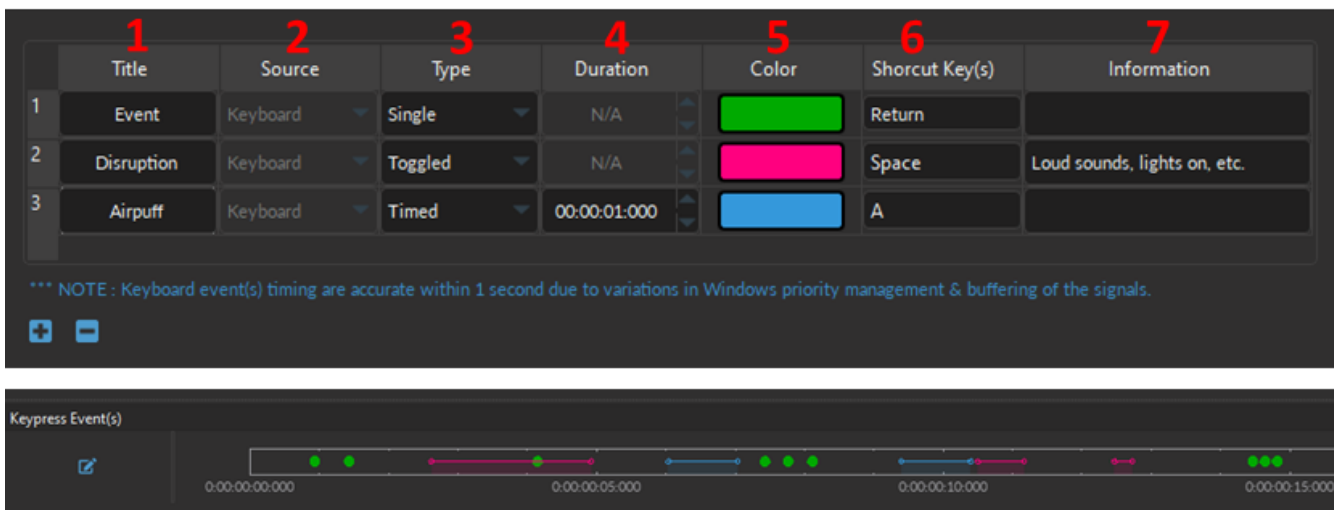 1 2 3 4 5 6 7
Title Source Type Duration Color Shorcut Key(s) Information
1 Event Keyboard Single N/A Return
2 Disruption Keyboard Toggled N/A Space Loud sounds, lights on, etc.
3 Airpuff Keyboard Timed 00:00:01:000 A
*** NOTE : Keyboard event(s) timing are accurate within 1 second due to variations in Windows priority management & buffering of the signals.
Keypress Event(s)
0:00:00:00:000 0:00:00:05:000 0:00:00:10:000 0:00:00:15:000